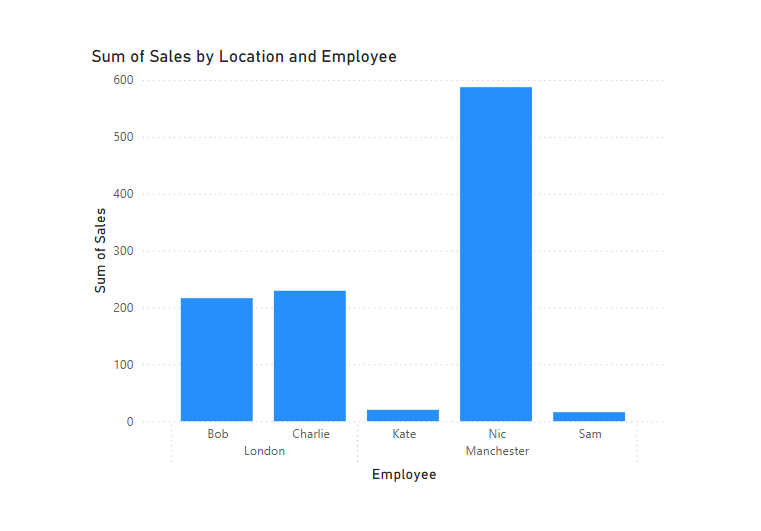 Sum of Sales by Location and Employee
600
500
400
300
200
100
0
Sum of Sales
Bob Charlie Kate Nic Sam
London Manchester
Employee